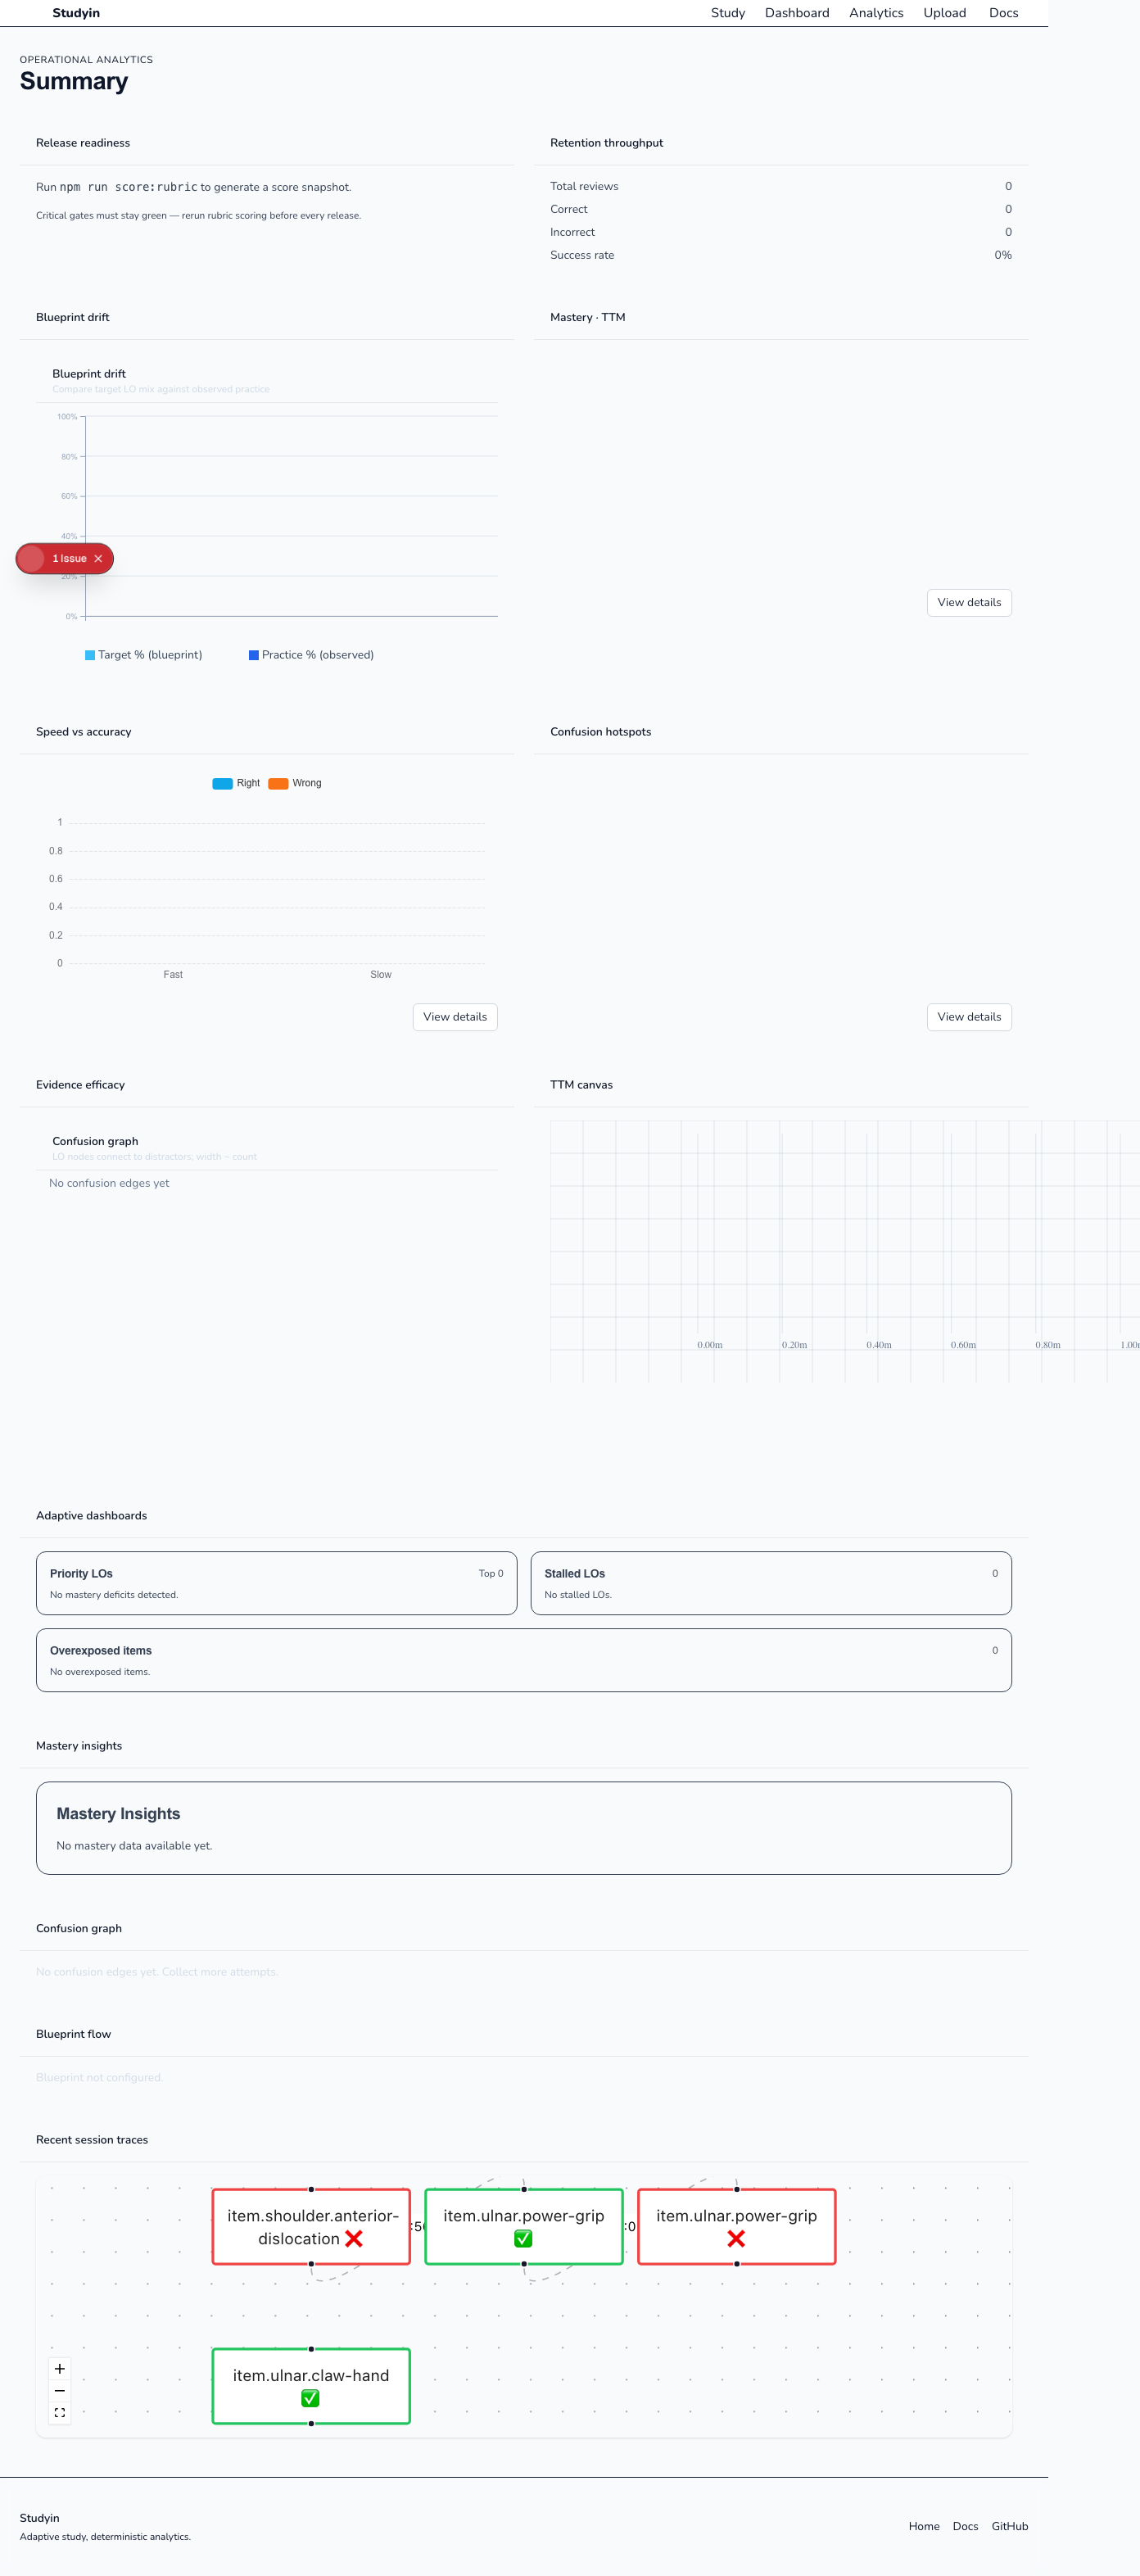 Studyin
Study Dashboard Analytics Upload Docs
OPERATIONAL ANALYTICS
Summary
Release readiness
Run npm run score:rubric to generate a score snapshot.
Critical gates must stay green — rerun rubric scoring before every release.
Retention throughput
Total reviews 0
Correct 0
Incorrect 0
Success rate 0%
Blueprint drift
Blueprint drift
Compare target LO mix against observed practice
100%
80%
60%
40%
20%
0%
1 Issue
Target % (blueprint) Practice % (observed)
Mastery · TTM
View details
Speed vs accuracy
Right Wrong
1
0.8
0.6
0.4
0.2
0
Fast Slow
View details
Confusion hotspots
View details
Evidence efficacy
Confusion graph
LO nodes connect to distractors; width ~ count
No confusion edges yet
TTM canvas
0.00m 0.20m 0.40m 0.60m 0.80m 1.00m
Adaptive dashboards
Priority LOs Top 0
No mastery deficits detected.
Stalled LOs 0
No stalled LOs.
Overexposed items 0
No overexposed items.
Mastery insights
Mastery Insights
No mastery data available yet.
Confusion graph
No confusion edges yet. Collect more attempts.
Blueprint flow
Blueprint not configured.
Recent session traces
item.shoulder.anterior-
dislocation ❌
item.ulnar.power-grip
✅
item.ulnar.power-grip
❌
item.ulnar.claw-hand
✅
Studyin
Adaptive study, deterministic analytics.
Home Docs GitHub